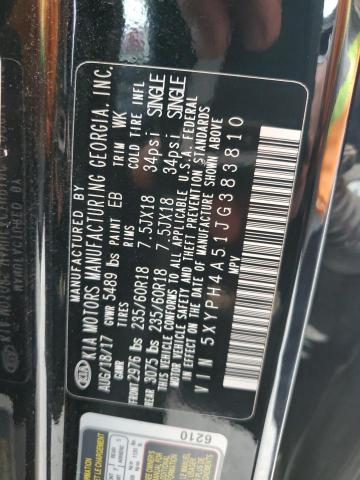 MANUFACTURED BY
KIA MOTORS MANUFACTURING GEORGIA, INC.
AUG/18/17 GVWR 5489 lbs PAINT EB TRIM WK
GAWR TIRES RIMS COLD TIRE INFL
FRONT 2976 lbs 235/60R18 7.5JX18 34psi SINGLE
REAR 3075 lbs 235/60R18 7.5JX18 34psi SINGLE
THIS VEHICLE CONFORMS TO ALL APPLICABLE U.S.A. FEDERAL
MOTOR VEHICLE SAFETY AND THEFT PREVENTION STANDARDS
IN EFFECT ON THE DATE OF MANUFACTURE SHOWN ABOVE.
VIN 5XYPH4A51JG383810
MPV
KIA
6210